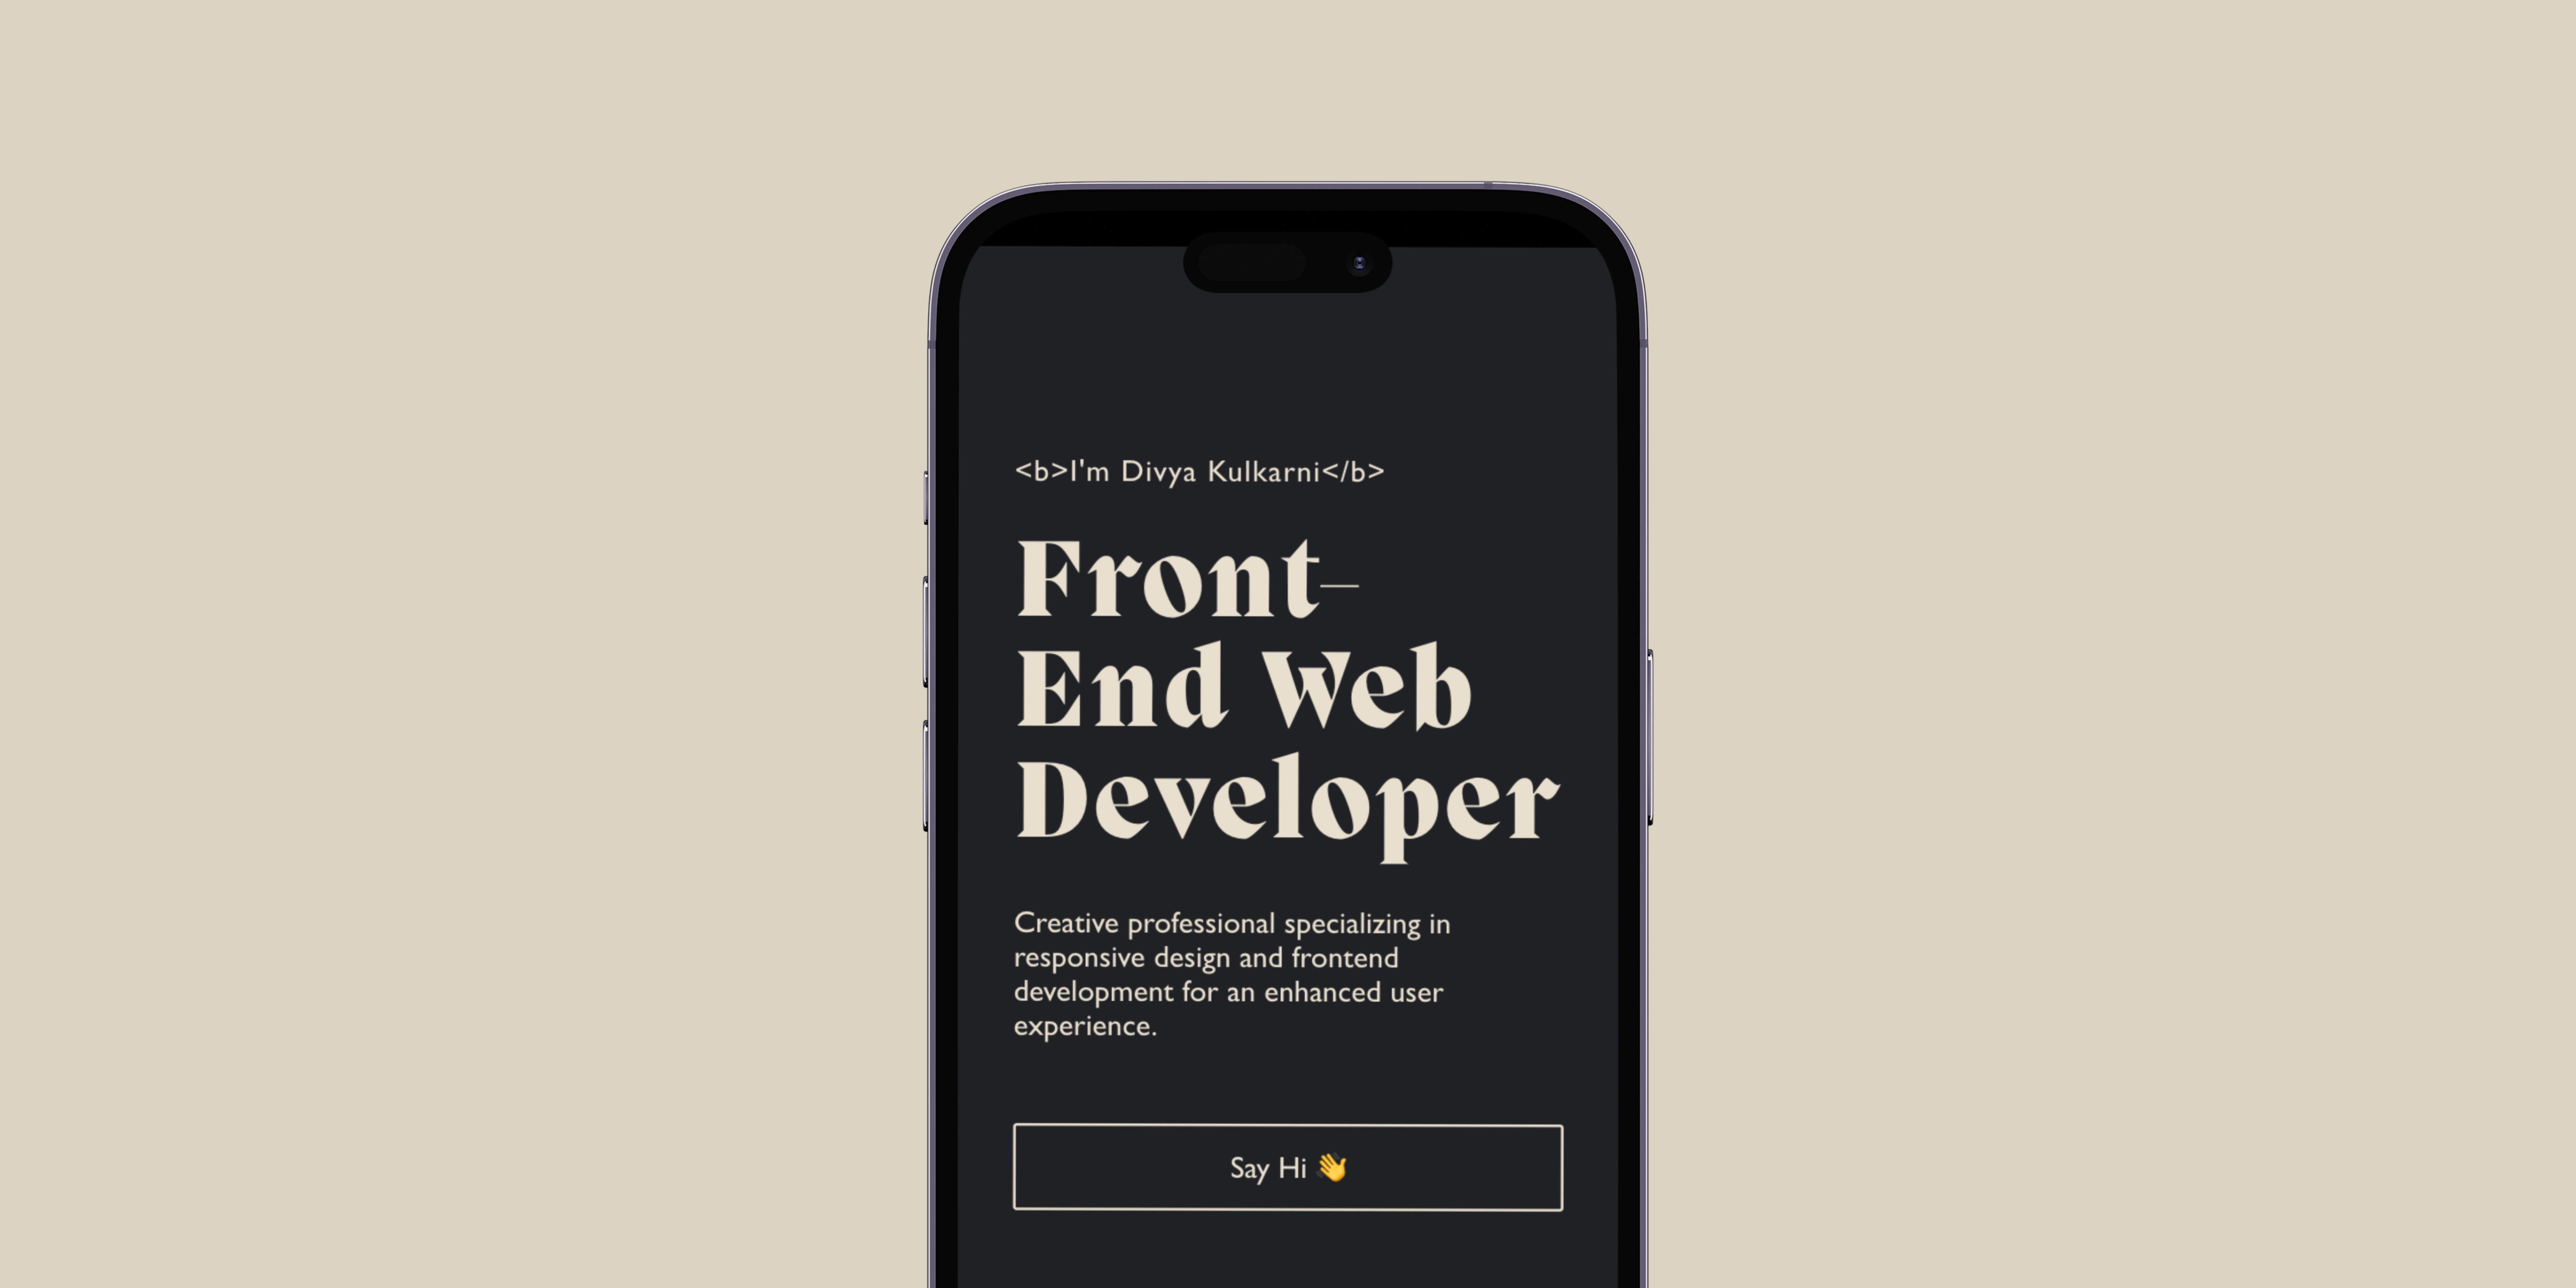 <b>I'm Divya Kulkarni</b>
Front-
End Web
Developer
Creative professional specializing in
responsive design and frontend
development for an enhanced user
experience.
Say Hi 👋